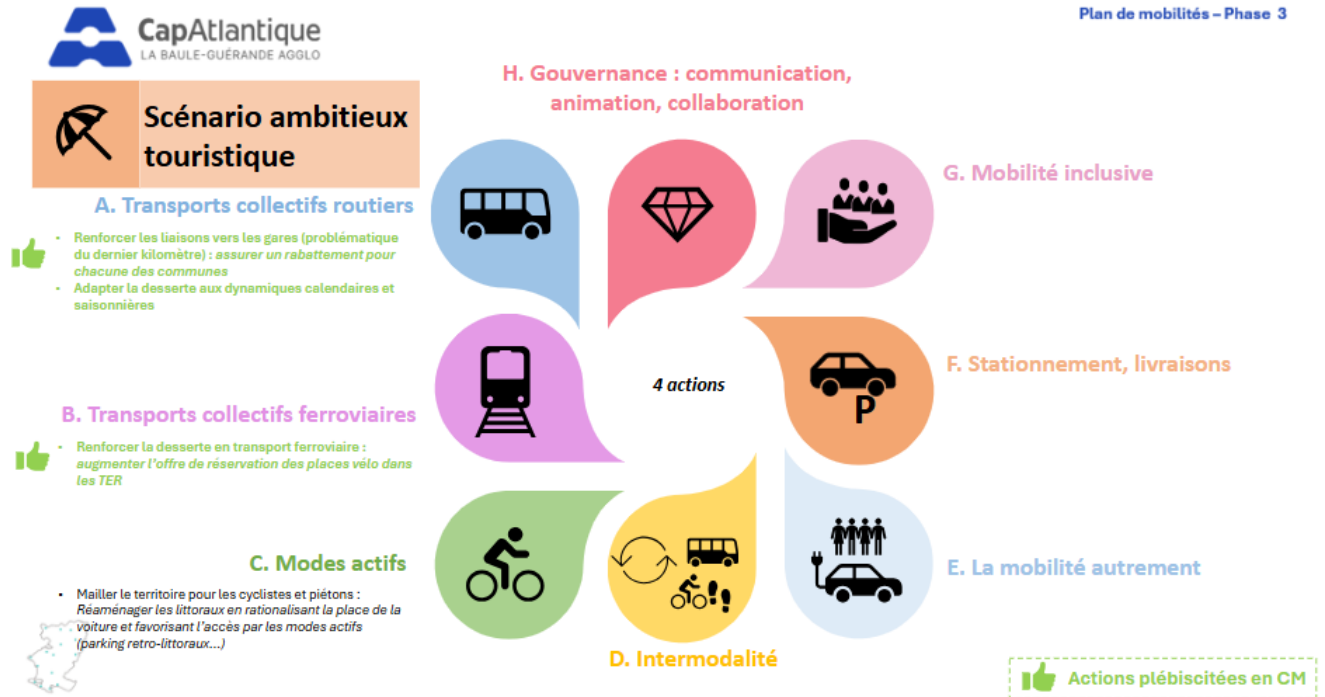 CapAtlantique
LA BAULE-GUÉRANDE AGGLO
Plan de mobilités – Phase 3
Scénario ambitieux
touristique
H. Gouvernance : communication,
animation, collaboration
A. Transports collectifs routiers
• Renforcer les liaisons vers les gares (problématique
du dernier kilomètre) : assurer un rabattement pour
chacune des communes
• Adapter la desserte aux dynamiques calendaires et
saisonnières
G. Mobilité inclusive
4 actions
P
F. Stationnement, livraisons
B. Transports collectifs ferroviaires
• Renforcer la desserte en transport ferroviaire :
augmenter l'offre de réservation des places vélo dans
les TER
C. Modes actifs
• Mailler le territoire pour les cyclistes et piétons :
Réaménager les littoraux en rationalisant la place de la
voiture et favorisant l'accès par les modes actifs
(parking retro-littoraux...)
E. La mobilité autrement
D. Intermodalité
Actions plébiscitées en CM